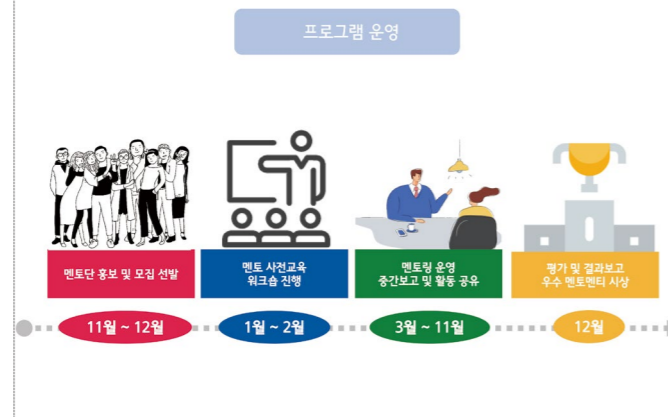 프로그램 운영
멘토단 홍보 및 모집 선발
멘토 사전교육
워크숍 진행
멘토링 운영
중간보고 및 활동 공유
평가 및 결과보고
우수 멘토멘티 시상
11월 ~ 12월
1월 ~ 2월
3월 ~ 11월
12월